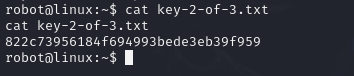 robot@linux:~$ cat key-2-of-3.txt
cat key-2-of-3.txt
822c73956184f694993bede3eb39f959
robot@linux:~$